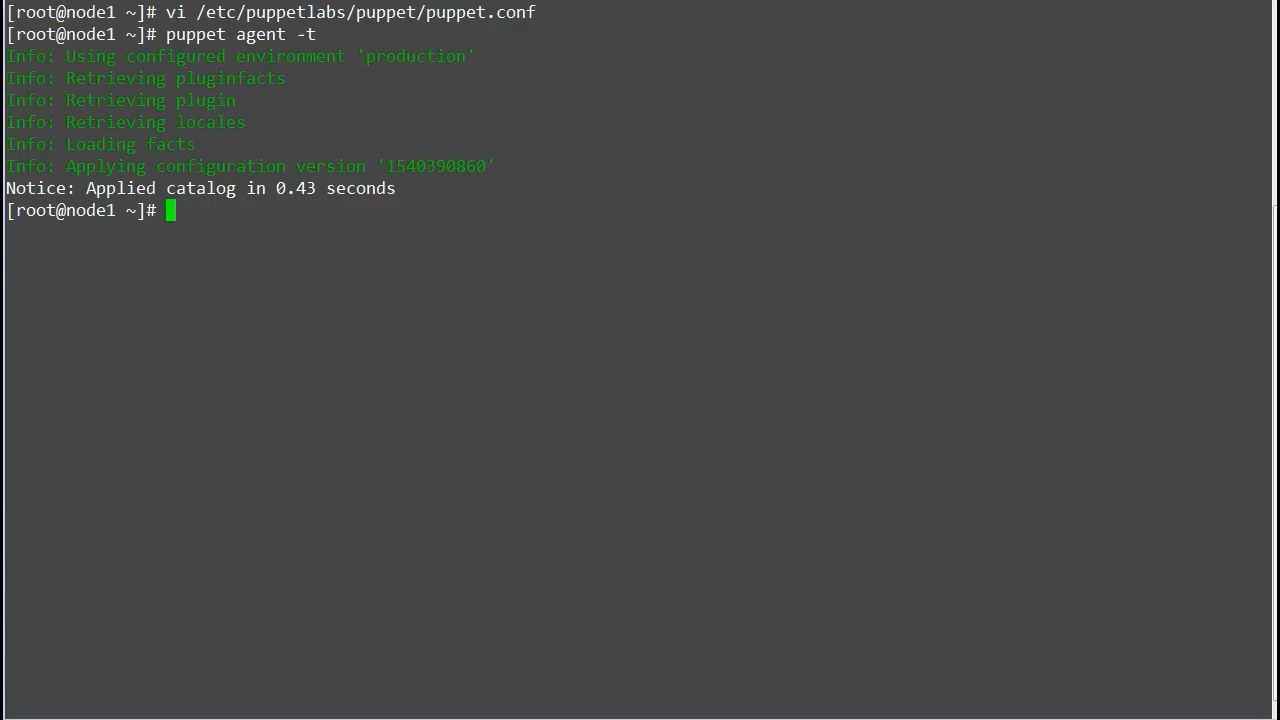 [root@node1 ~]# vi /etc/puppetlabs/puppet/puppet.conf
[root@node1 ~]# puppet agent -t
Info: Using configured environment 'production'
Info: Retrieving pluginfacts
Info: Retrieving plugin
Info: Retrieving locales
Info: Loading facts
Info: Applying configuration version '1540390860'
Notice: Applied catalog in 0.43 seconds
[root@node1 ~]#